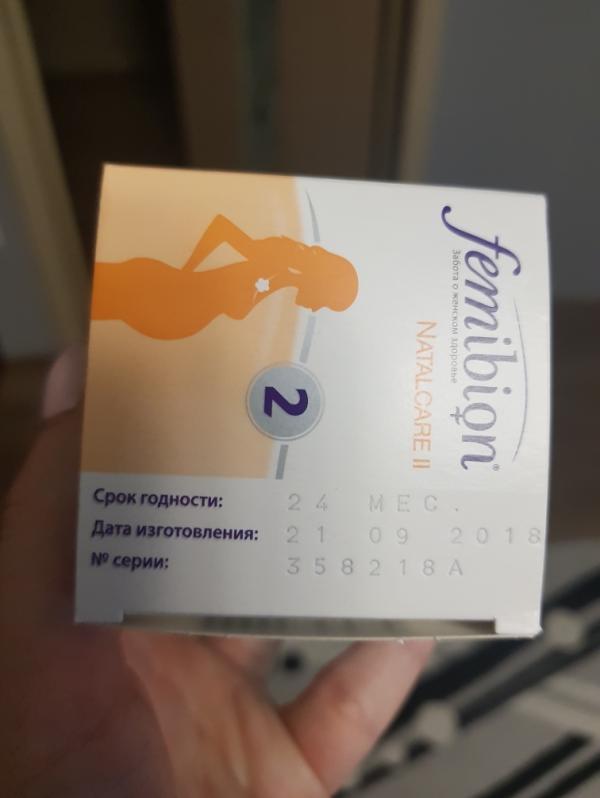 femibion®
Забота о женском здоровье
NATALCARE II
2
Срок годности: 24 МЕС.
Дата изготовления: 21 09 2018
№ серии: 358218A